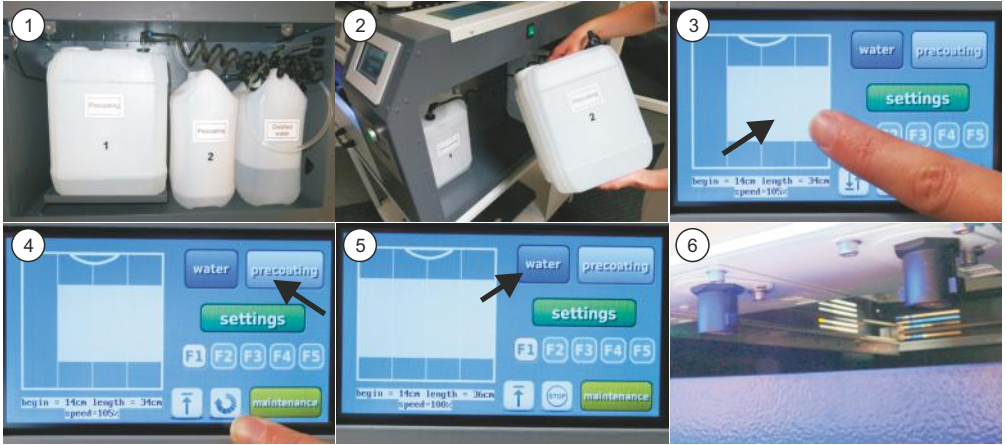 1
Precoating
1
Precoating
2
Distilled
water
2
Precoating
2
1
3
water
precoating
settings
F3
F4
F5
begin = 14cm length = 34cm
speed=105%
4
water
precoating
settings
F1
F2
F3
F4
F5
begin = 14cm length = 34cm
speed=105%
maintenance
5
water
precoating
settings
F1
F2
F3
F4
F5
begin = 14cm length = 36cm
speed=100%
STOP
maintenance
6